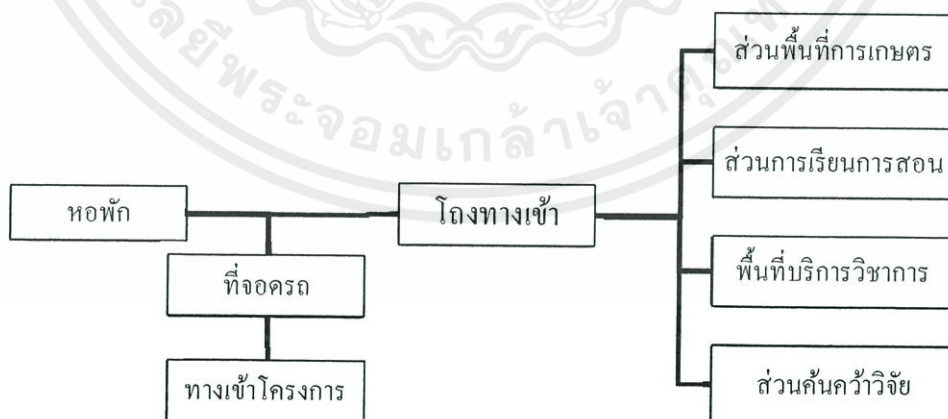 ส่วนพื้นที่การเกษตร
ส่วนการเรียนการสอน
หอพัก
โถงทางเข้า
ที่จอดรถ
พื้นที่บริการวิชาการ
ทางเข้าโครงการ
ส่วนค้นคว้าวิจัย